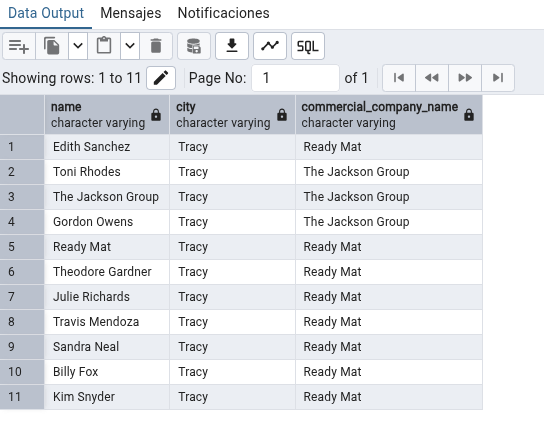 Data Output Mensajes Notificaciones
SQL
Showing rows: 1 to 11 Page No: 1 of 1
name city commercial_company_name
character varying character varying character varying
1 Edith Sanchez Tracy Ready Mat
2 Toni Rhodes Tracy The Jackson Group
3 The Jackson Group Tracy The Jackson Group
4 Gordon Owens Tracy The Jackson Group
5 Ready Mat Tracy Ready Mat
6 Theodore Gardner Tracy Ready Mat
7 Julie Richards Tracy Ready Mat
8 Travis Mendoza Tracy Ready Mat
9 Sandra Neal Tracy Ready Mat
10 Billy Fox Tracy Ready Mat
11 Kim Snyder Tracy Ready Mat